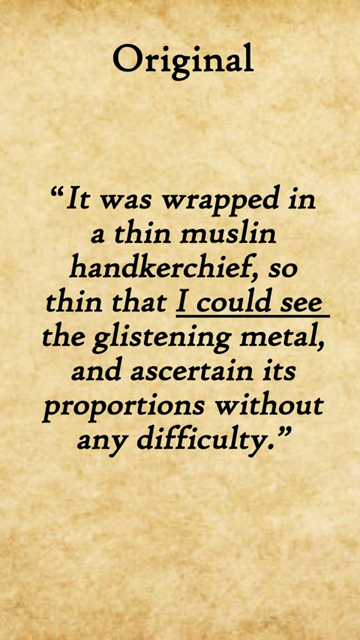 Original
“It was wrapped in
a thin muslin
handkerchief, so
thin that I could see
the glistening metal,
and ascertain its
proportions without
any difficulty.”